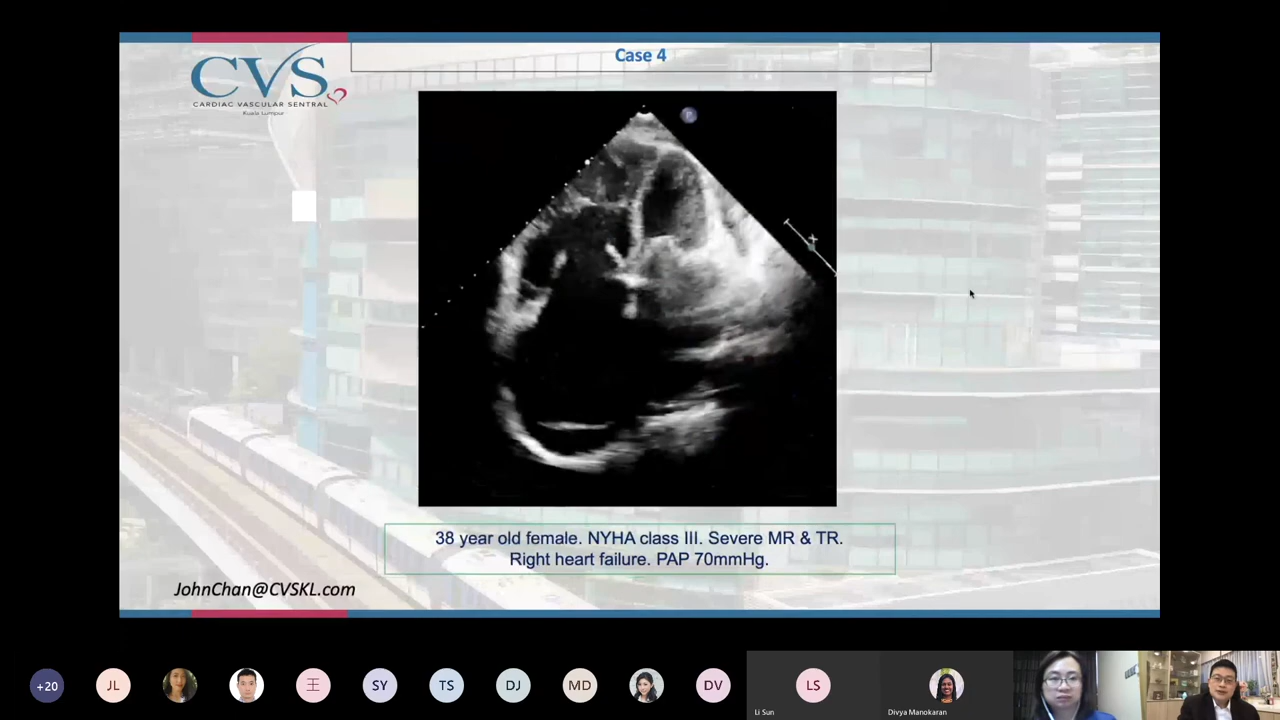 Case 4
CVS
CARDIAC VASCULAR SENTRAL
Kuala Lumpur
P
38 year old female. NYHA class III. Severe MR & TR.
Right heart failure. PAP 70mmHg.
JohnChan@CVSKL.com
+20
JL
王
SY
TS
DJ
MD
DV
LS
Li Sun
Divya Manokaran